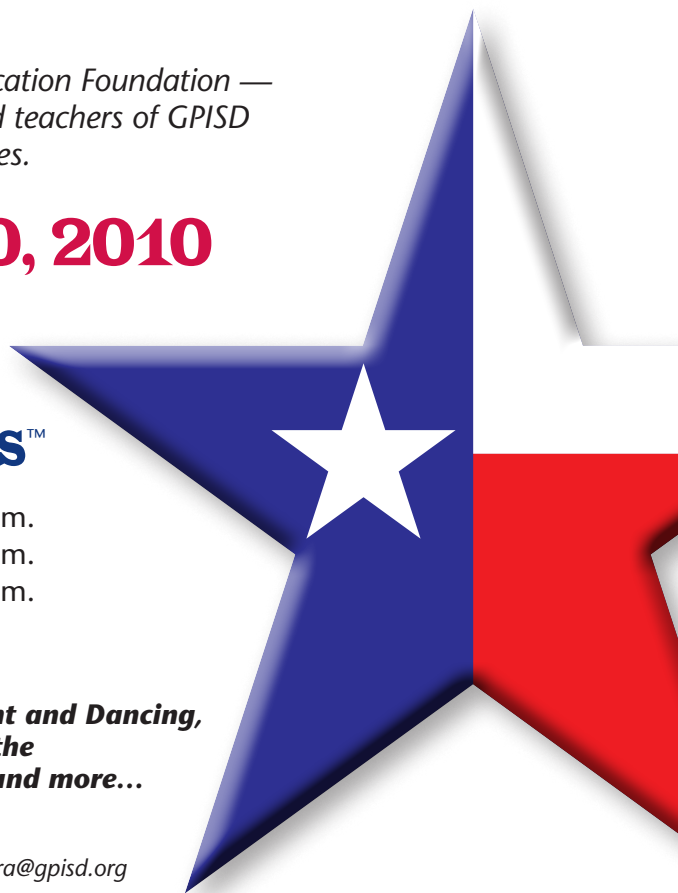 cation Foundation —
d teachers of GPISD
es.
0, 2010
s™
m.
m.
m.
nt and Dancing,
the
and more...
ra@gpisd.org